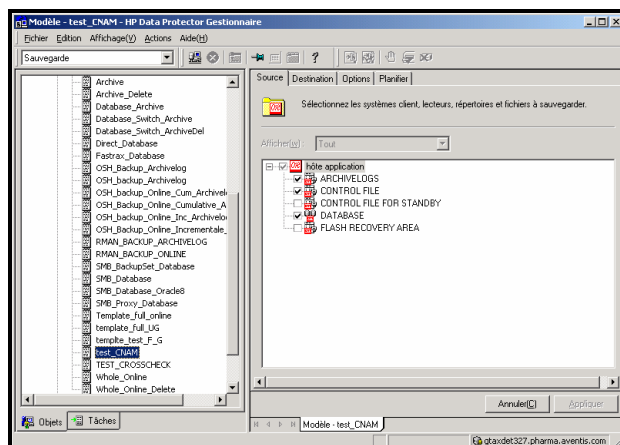 Modèle - test_CNAM - HP Data Protector Gestionnaire
Fichier Edition Affichage(V) Actions Aide(H)
Sauvegarde
Archive
Archive_Delete
Database_Archive
Database_Switch_Archive
Database_Switch_ArchiveDel
Direct_Database
Fastrax_Database
OSH_Backup_Archivelog
OSH_backup_Archivelog
OSH_backup_Online_Cum_Archivel
OSH_backup_Online_Cumulative_A
OSH_backup_Online_Inc_Archivelo
OSH_Backup_Online_Incrementale_
RMAN_BACKUP_ARCHIVELOG
RMAN_BACKUP_ONLINE
SMB_BackupSet_Database
SMB_Database
SMB_Database_Oracle8
SMB_Proxy_Database
Template_full_online
template_full_UG
templte_test_F_G
test_CNAM
TEST_CROSSCHECK
Whole_Online
Whole_Online_Delete
Objets Tâches
Source Destination Options Planifier
Sélectionnez les systèmes client, lecteurs, répertoires et fichiers à sauvegarder.
Afficher(w) : Tout
hôte application
ARCHIVELOGS
CONTROL FILE
CONTROL FILE FOR STANDBY
DATABASE
FLASH RECOVERY AREA
Annuler(C) Appliquer
Modèle - test_CNAM
gtaxdet327.pharma.aventis.com